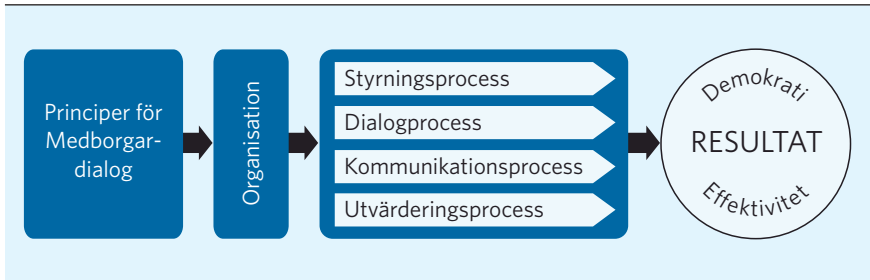 Principer för
Medborgar-
dialog
Organisation
Styrningsprocess
Dialogprocess
Kommunikationsprocess
Utvärderingsprocess
Demokrati
RESULTAT
Effektivitet